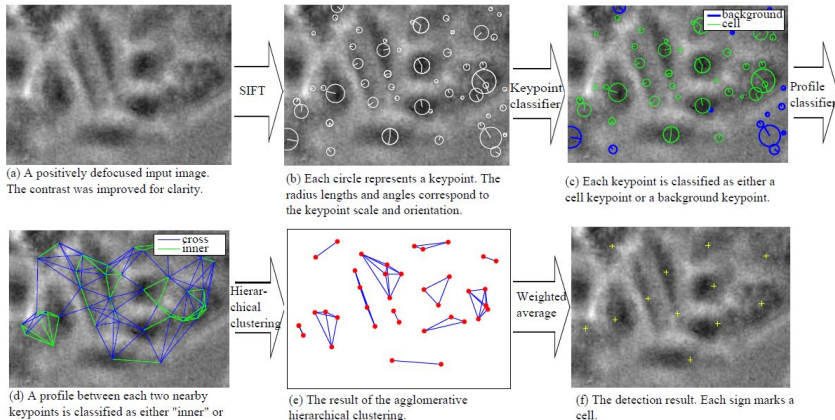 background
cell
SIFT
Keypoint
classifier
Profile
classifier
(a) A positively defocused input image.
The contrast was improved for clarity.
(b) Each circle represents a keypoint. The
radius lengths and angles correspond to
the keypoint scale and orientation.
(c) Each keypoint is classified as either a
cell keypoint or a background keypoint.
cross
inner
Hierar-
chical
clustering
Weighted
average
(d) A profile between each two nearby
keypoints is classified as either "inner" or
(e) The result of the agglomerative
hierarchical clustering.
(f) The detection result. Each sign marks a
cell.